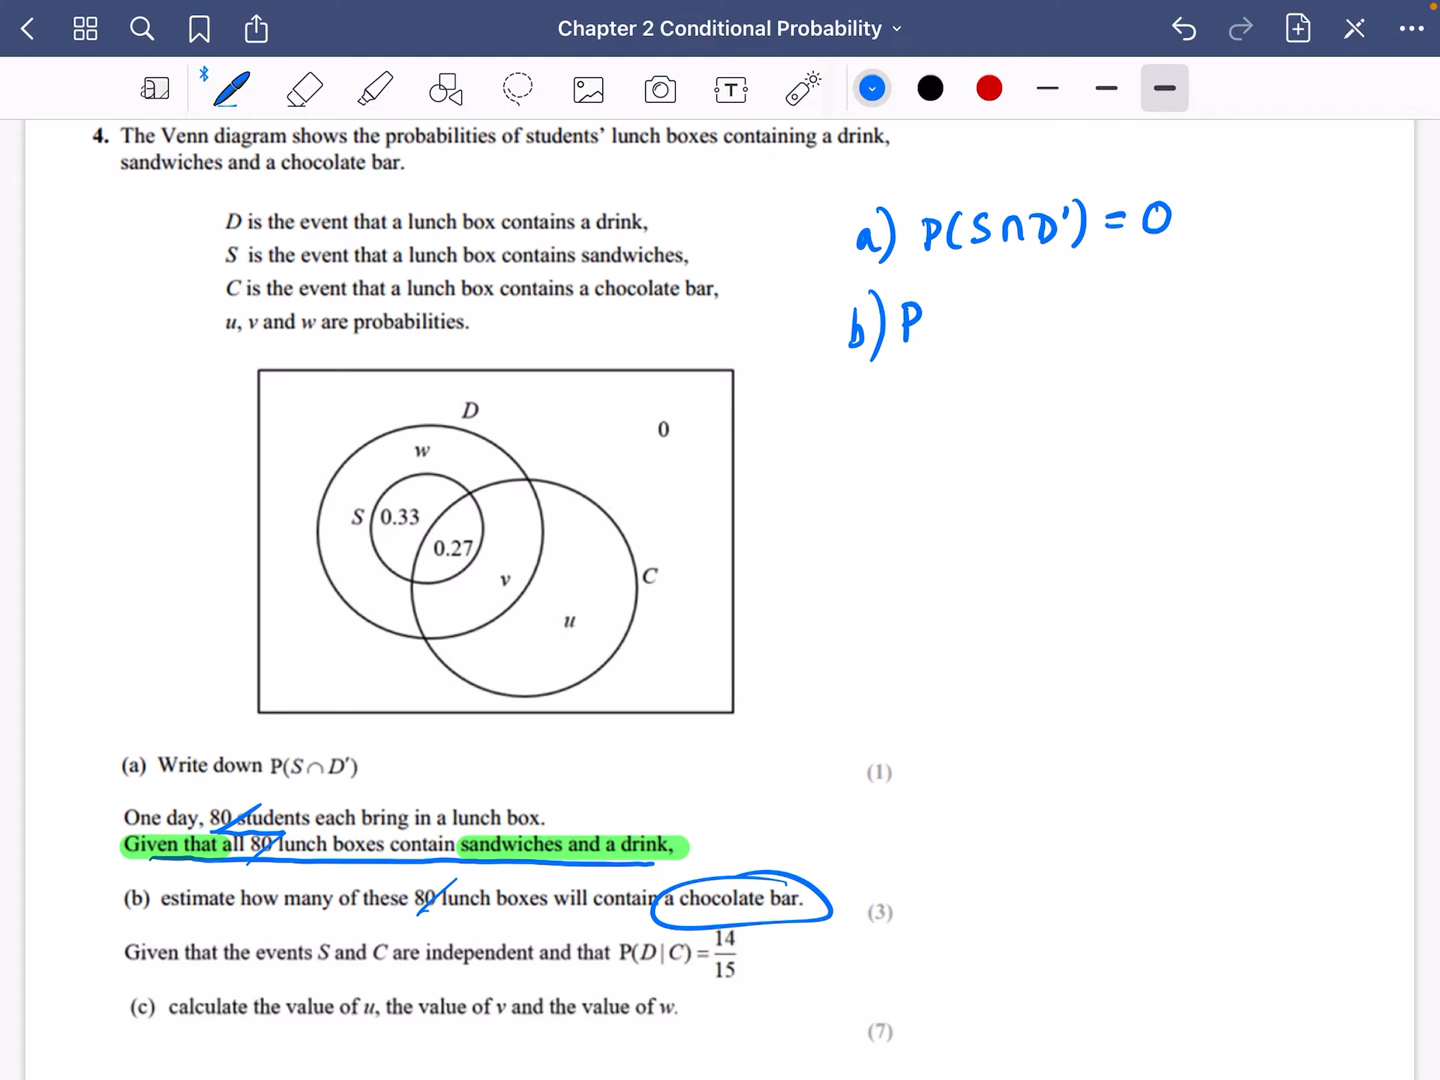 Chapter 2 Conditional Probability
4. The Venn diagram shows the probabilities of students' lunch boxes containing a drink,
sandwiches and a chocolate bar.
D is the event that a lunch box contains a drink,
S is the event that a lunch box contains sandwiches,
C is the event that a lunch box contains a chocolate bar,
u, v and w are probabilities.
a) P(S∩D') = 0
b) P
D
0
w
S
0.33
0.27
v
C
u
(a) Write down P(S∩D')
(1)
One day, 80 students each bring in a lunch box.
Given that all 80 lunch boxes contain sandwiches and a drink,
(b) estimate how many of these 80 lunch boxes will contain a chocolate bar.
(3)
Given that the events S and C are independent and that P(D|C) = 14/15
(c) calculate the value of u, the value of v and the value of w.
(7)